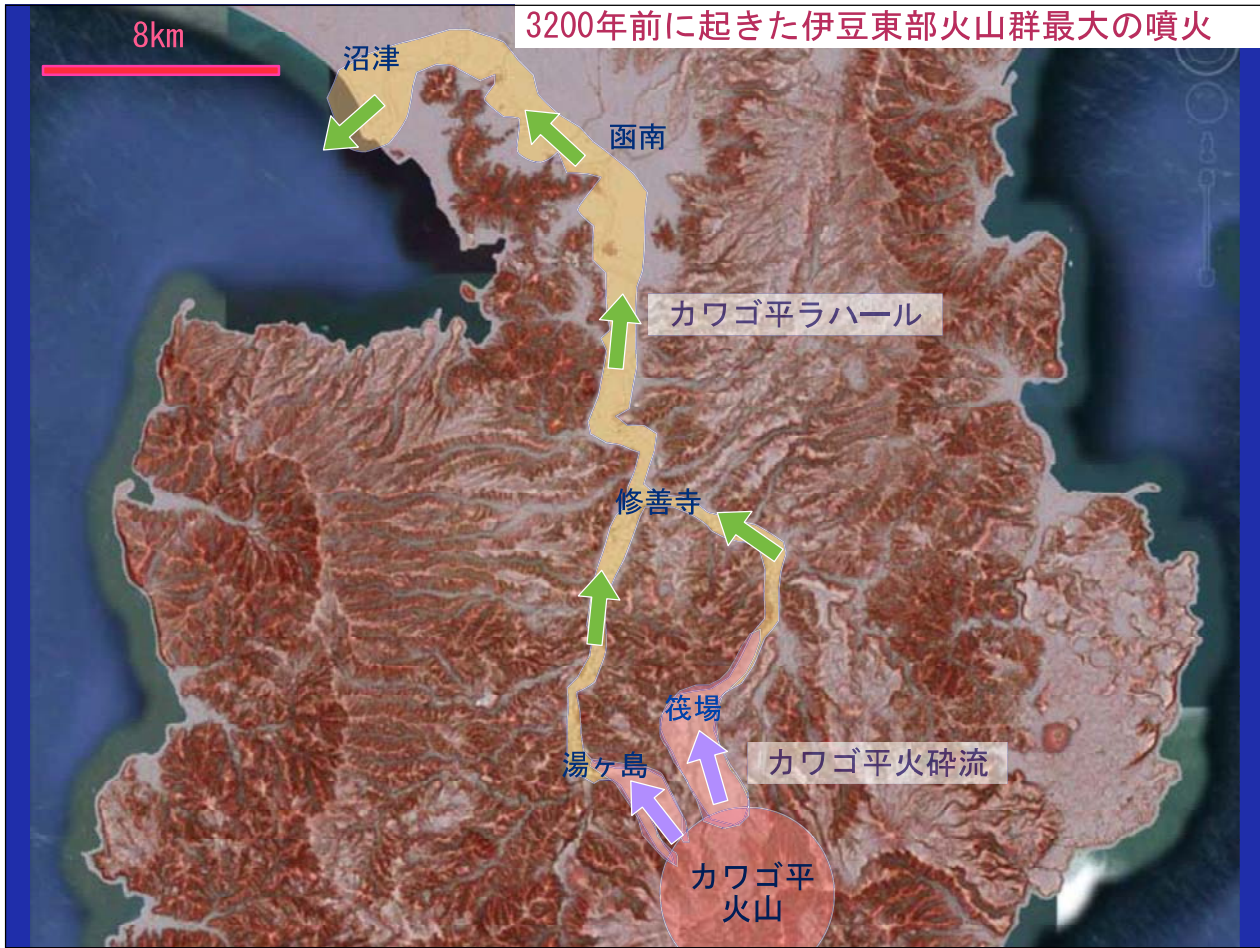 3200年前に起きた伊豆東部火山群最大の噴火
8km
沼津
函南
カワゴ平ラハール
修善寺
筏場
湯ヶ島
カワゴ平火砕流
カワゴ平
火山